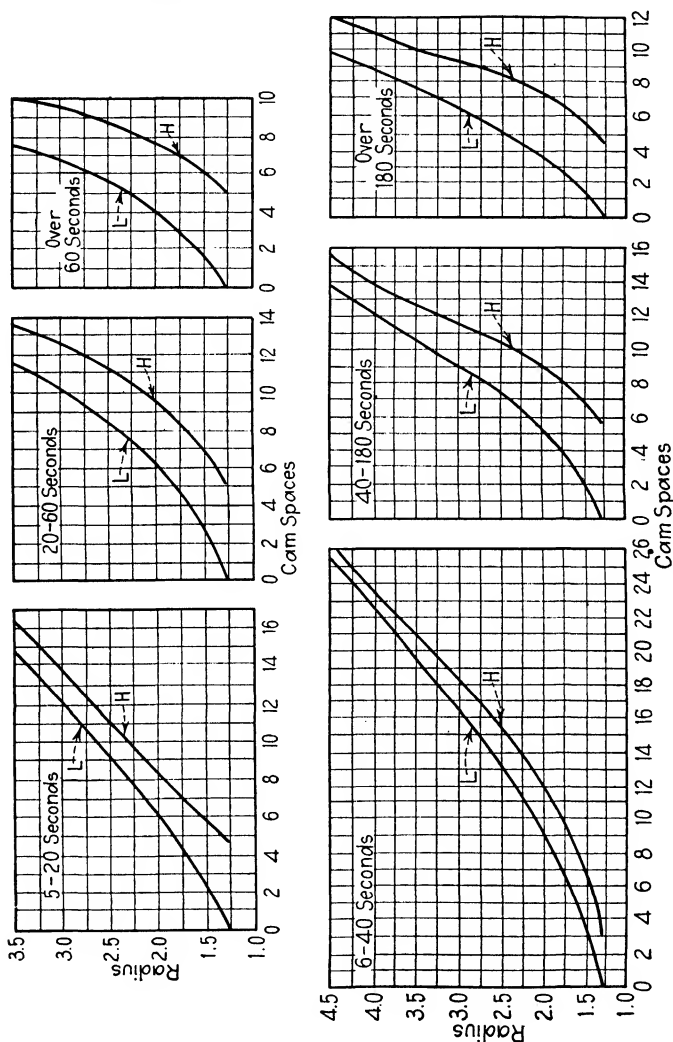 3.5
3.0
2.5
2.0
1.5
1.0
Radius
5-20 Seconds
L
H
0 2 4 6 8 10 12 14 16
20-60 Seconds
L
H
0 2 4 6 8 10 12 14
Over
60 Seconds
L
H
0 2 4 6 8 10
Cam Spaces
4.5
4.0
3.5
3.0
2.5
2.0
1.5
1.0
Radius
6-40 Seconds
L
H
0 2 4 6 8 10 12 14 16 18 20 22 24 26
40-180 Seconds
L
H
0 2 4 6 8 10 12 14 16
Over
180 Seconds
L
H
0 2 4 6 8 10 12
Cam Spaces